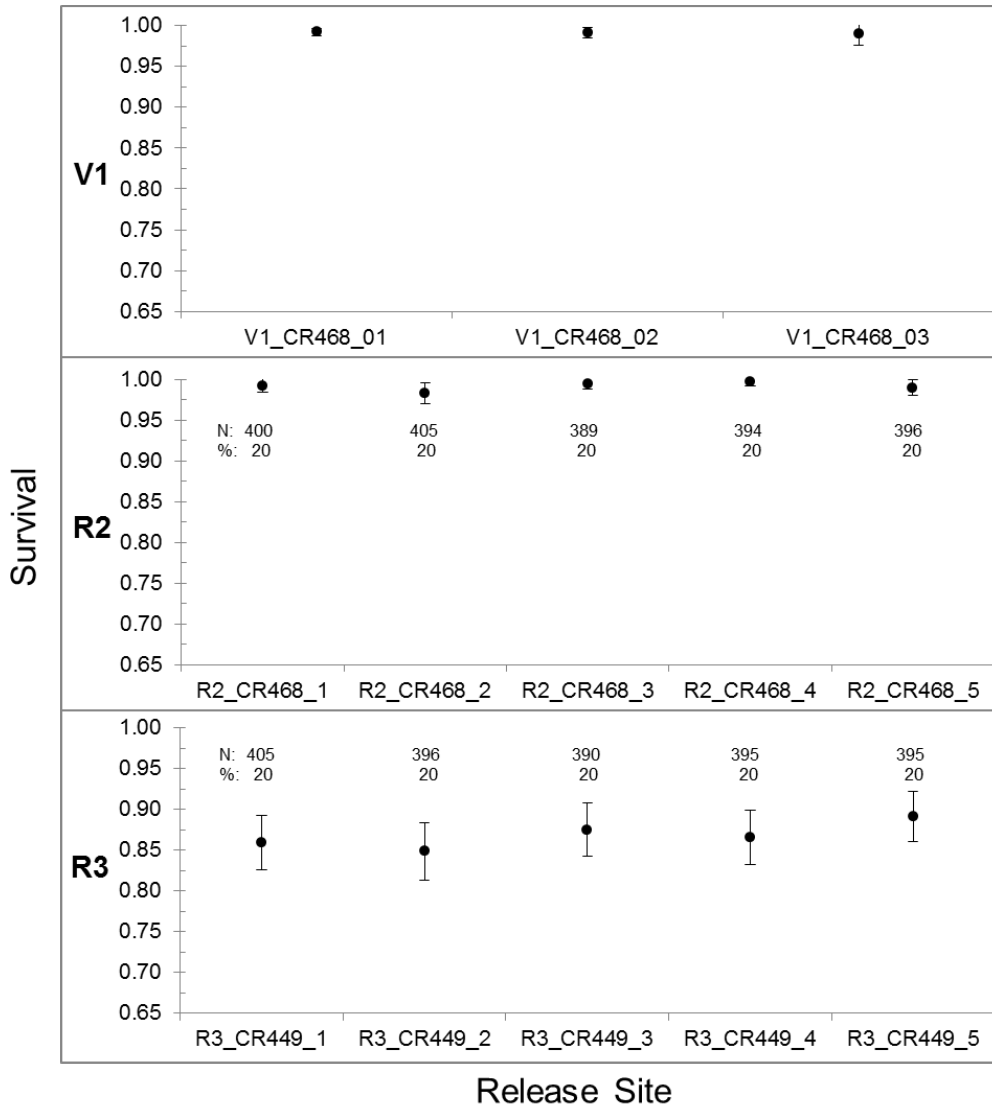 Survival
V1
1.00
0.95
0.90
0.85
0.80
0.75
0.70
0.65
V1_CR468_01 V1_CR468_02 V1_CR468_03
R2
1.00
0.95
0.90
0.85
0.80
0.75
0.70
0.65
N: 400 405 389 394 396
%: 20 20 20 20 20
R2_CR468_1 R2_CR468_2 R2_CR468_3 R2_CR468_4 R2_CR468_5
R3
1.00
0.95
0.90
0.85
0.80
0.75
0.70
0.65
N: 405 396 390 395 395
%: 20 20 20 20 20
R3_CR449_1 R3_CR449_2 R3_CR449_3 R3_CR449_4 R3_CR449_5
Release Site